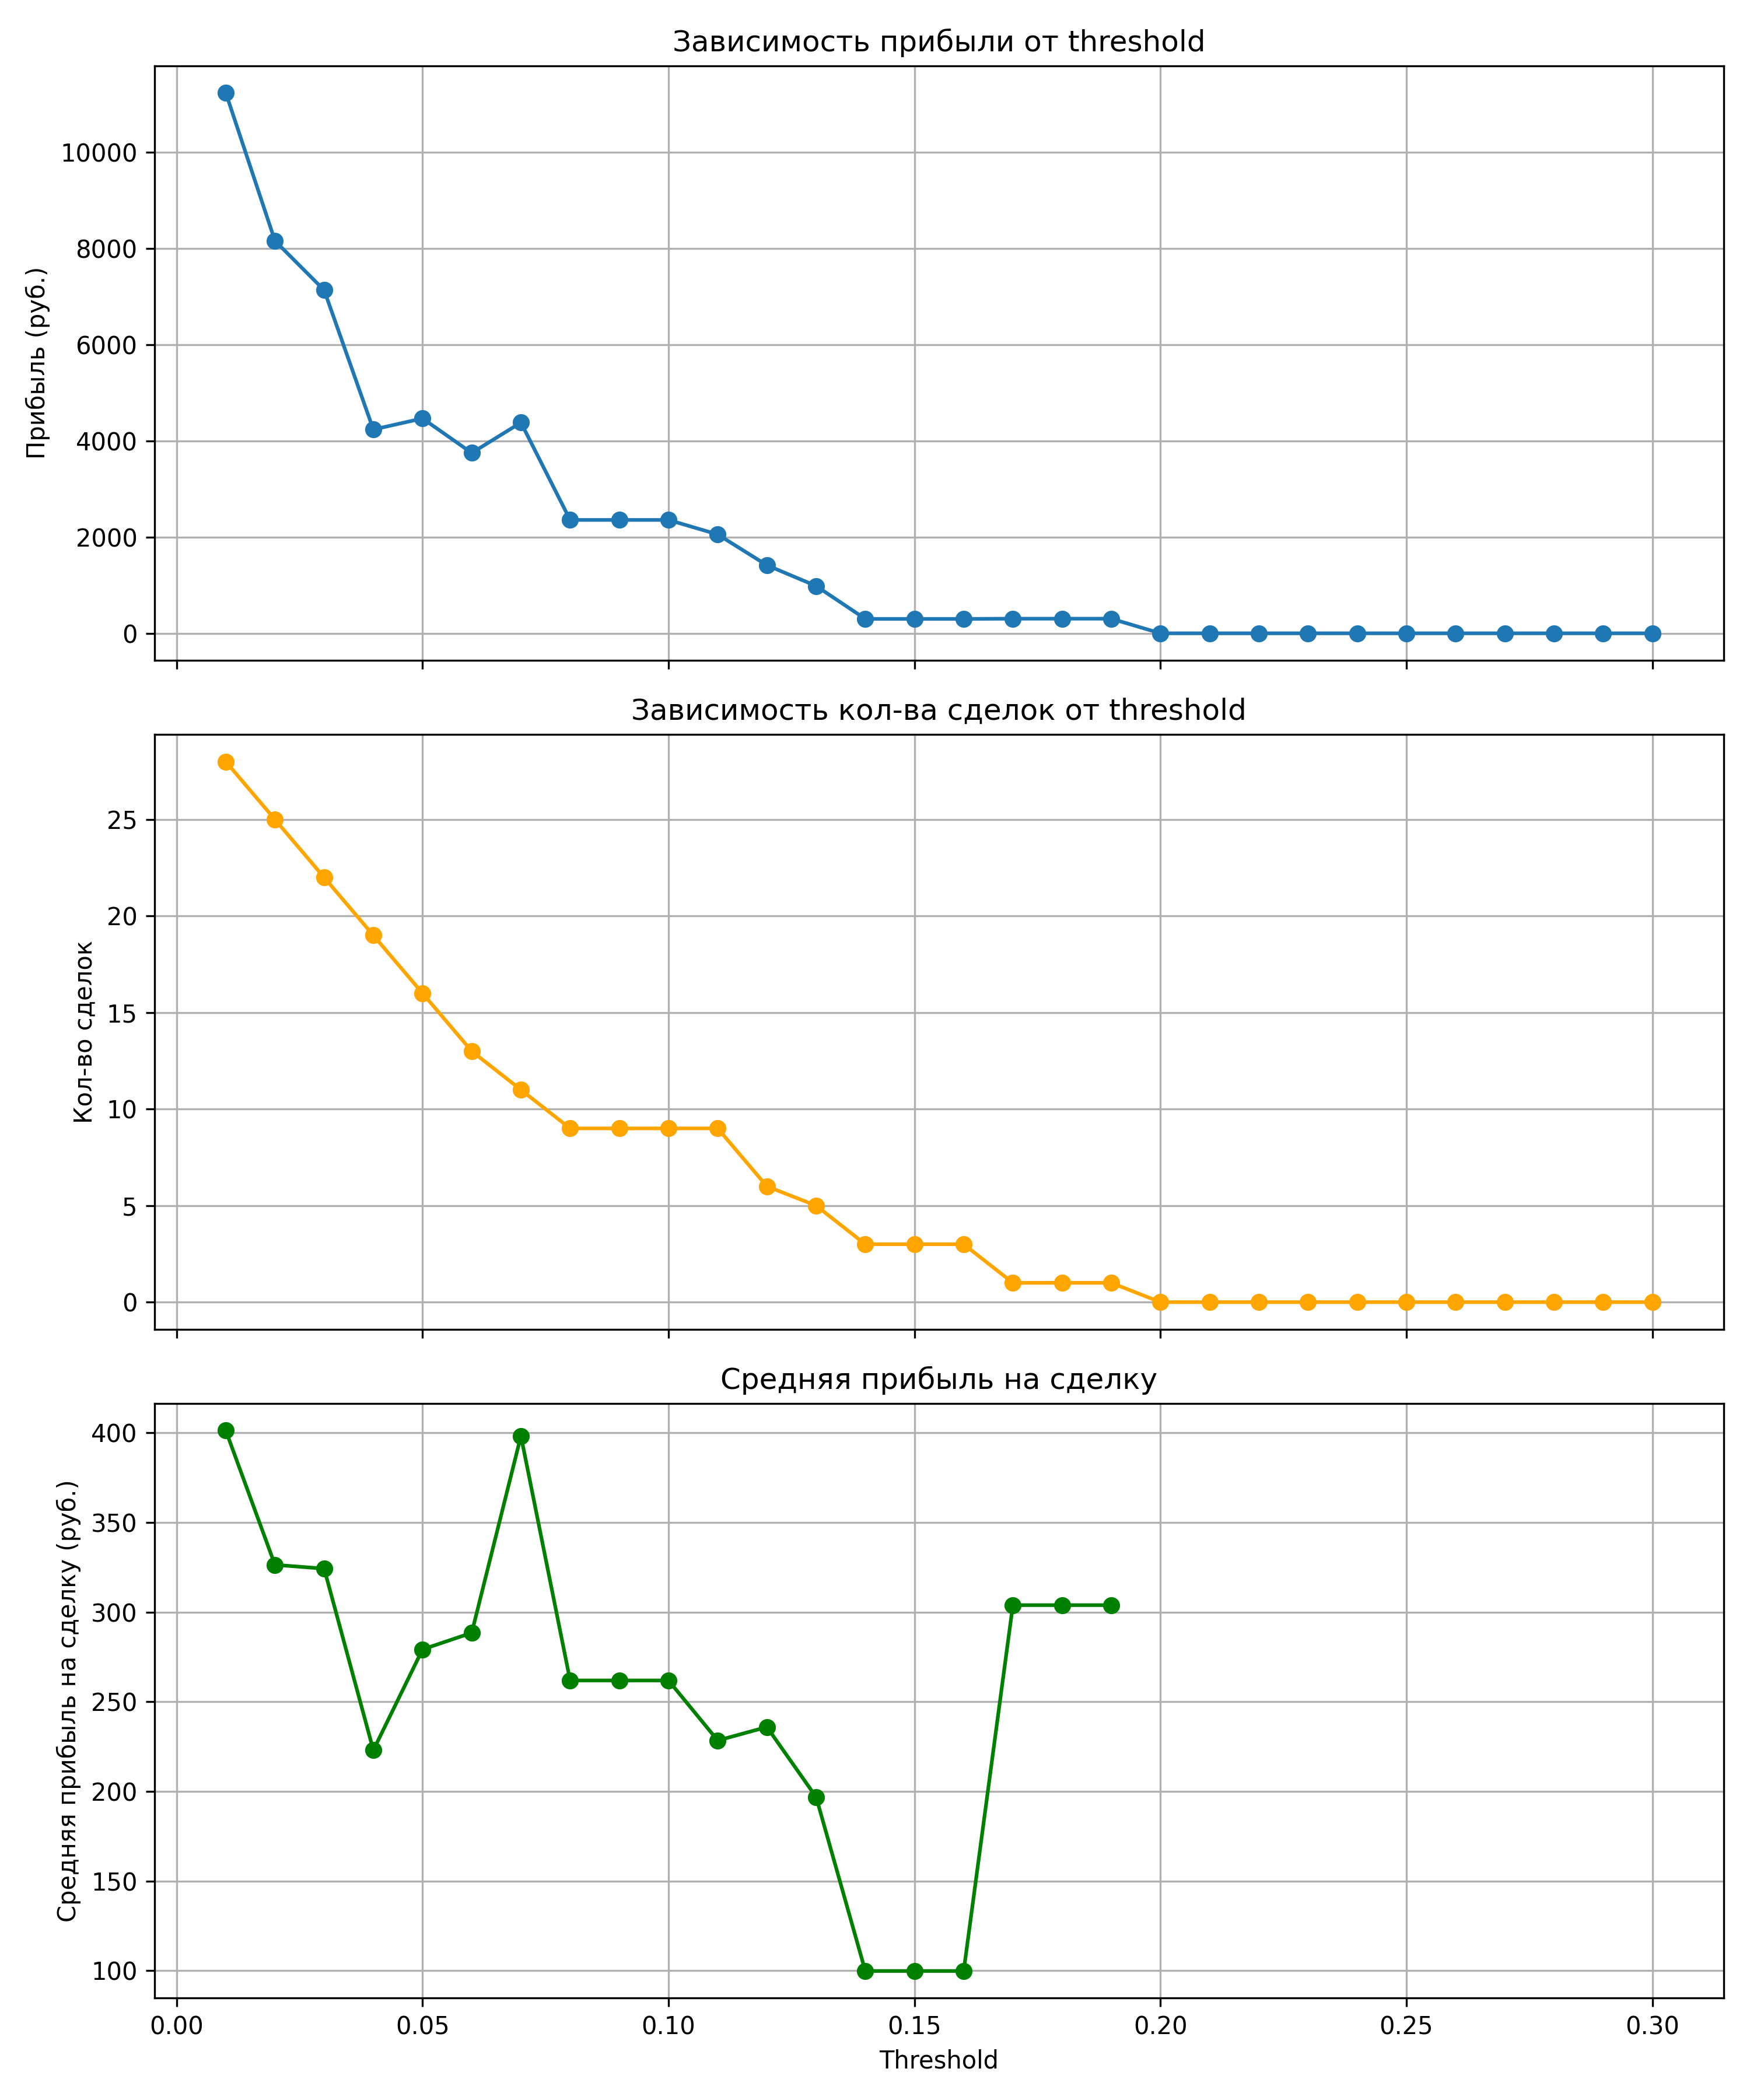 Зависимость прибыли от threshold
Прибыль (руб.)
10000
8000
6000
4000
2000
0
Зависимость кол-ва сделок от threshold
Кол-во сделок
25
20
15
10
5
0
Средняя прибыль на сделку
Средняя прибыль на сделку (руб.)
400
350
300
250
200
150
100
0.00 0.05 0.10 0.15 0.20 0.25 0.30
Threshold